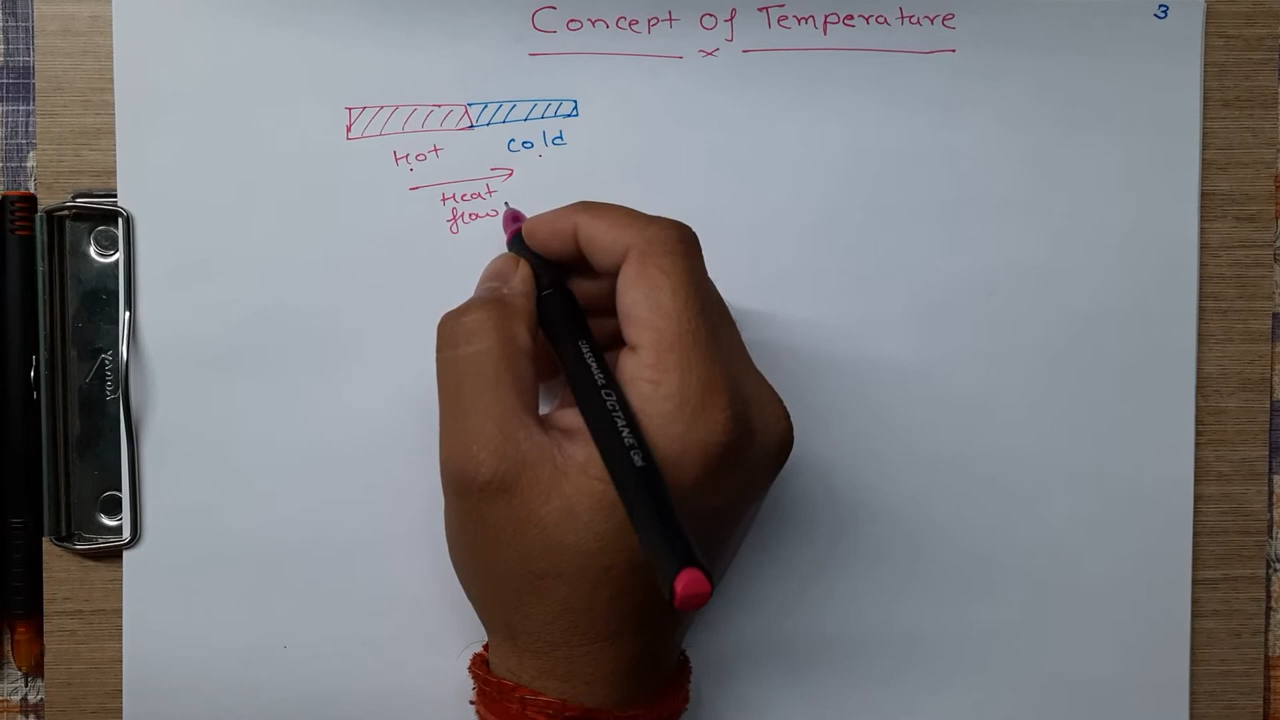 Concept of Temperature
3
Hot
Cold
Heat
flow
classmate OCTANE Gel